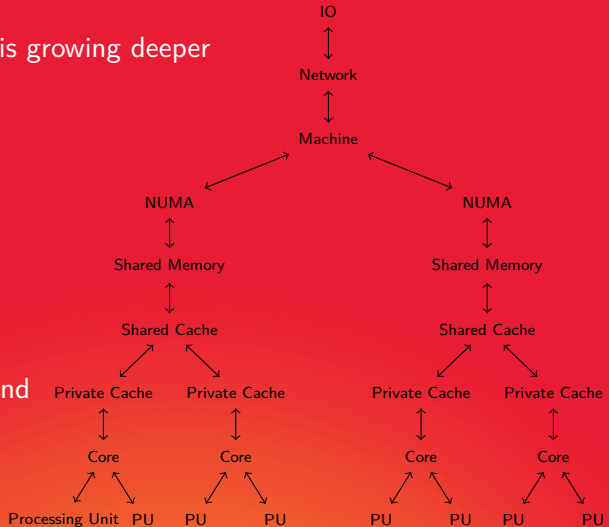 IO
is growing deeper
Network
Machine
NUMA NUMA
Shared Memory Shared Memory
Shared Cache Shared Cache
nd Private Cache Private Cache Private Cache Private Cache
Core Core Core Core
Processing Unit PU PU PU PU PU PU PU